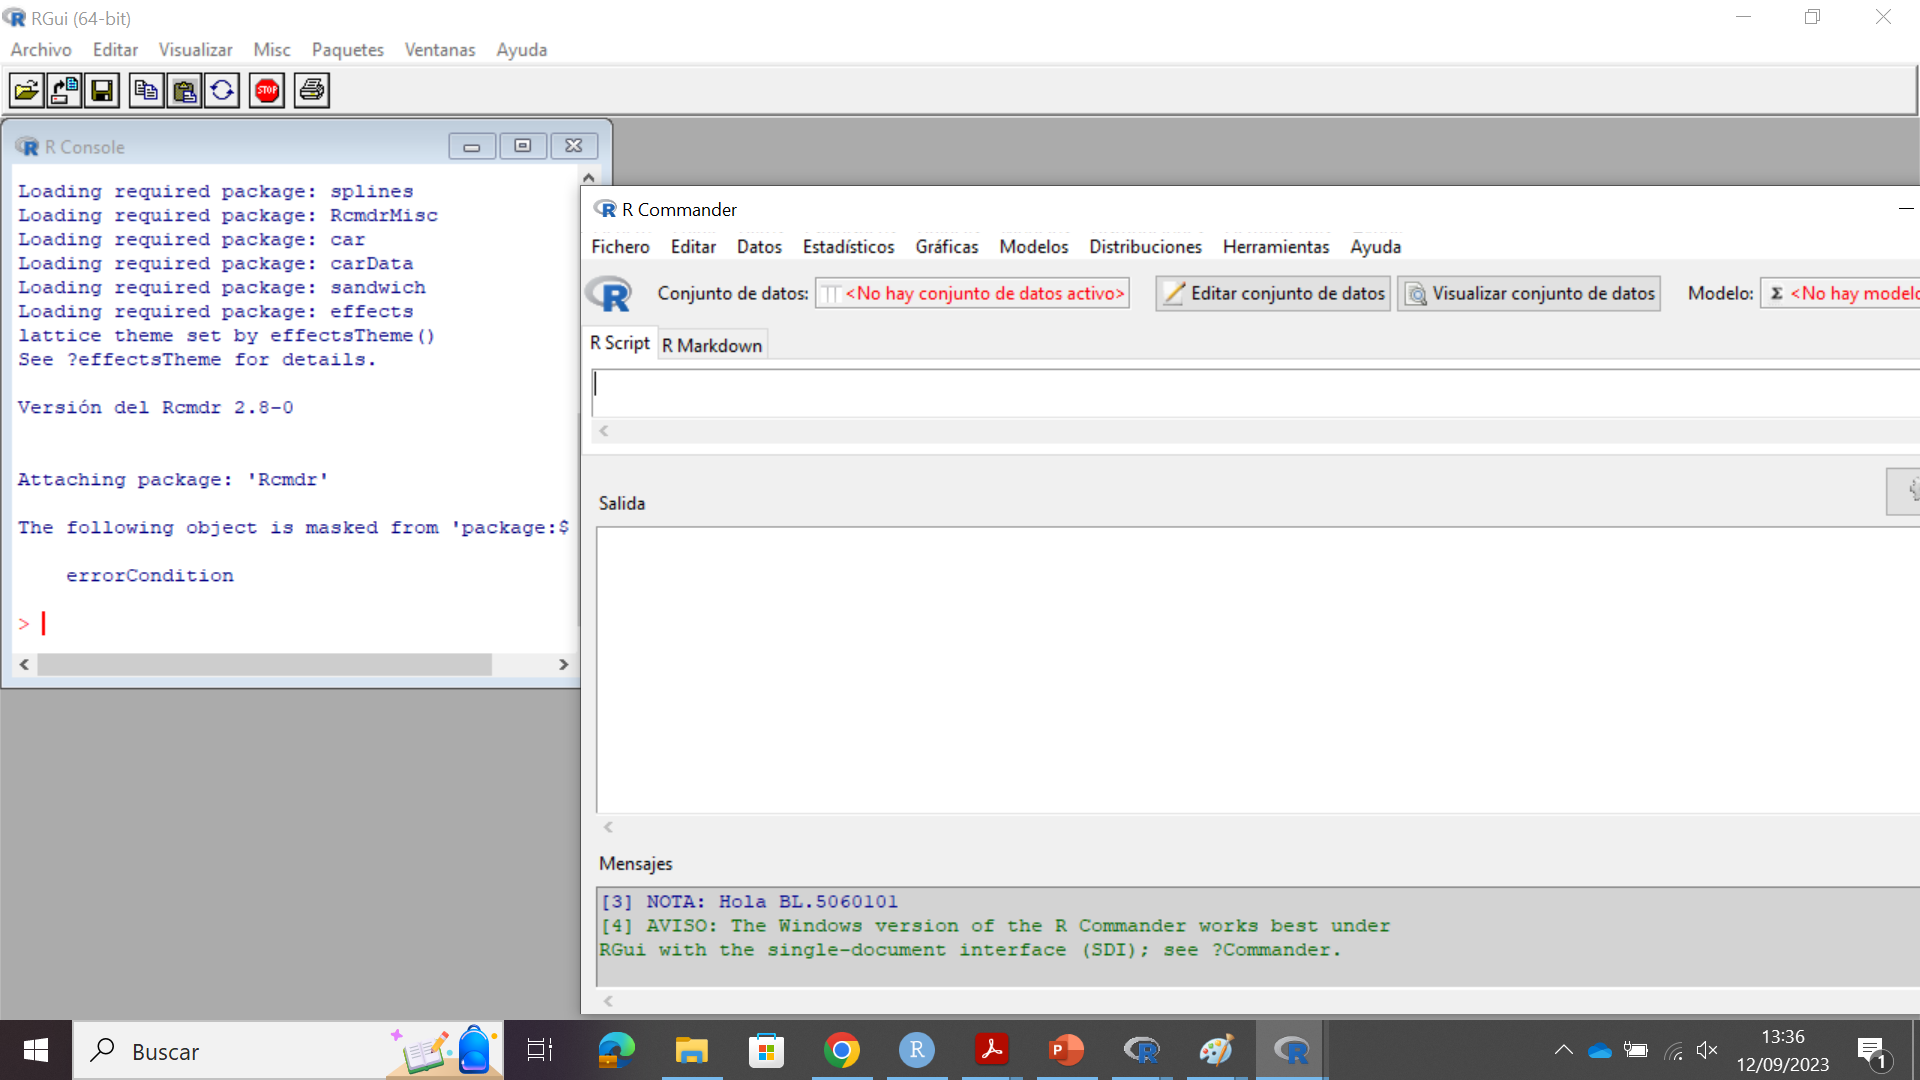 RGui (64-bit)
Archivo Editar Visualizar Misc Paquetes Ventanas Ayuda
STOP
R Console
Loading required package: splines
Loading required package: RcmdrMisc
Loading required package: car
Loading required package: carData
Loading required package: sandwich
Loading required package: effects
lattice theme set by effectsTheme()
See ?effectsTheme for details.
Versión del Rcmdr 2.8-0
Attaching package: 'Rcmdr'
The following object is masked from 'package:$
errorCondition
>
R Commander
Fichero Editar Datos Estadísticos Gráficas Modelos Distribuciones Herramientas Ayuda
R Conjunto de datos: <No hay conjunto de datos activo> Editar conjunto de datos Visualizar conjunto de datos Modelo: Σ <No hay modelo
R Script R Markdown
Salida
Mensajes
[3] NOTA: Hola BL.5060101
[4] AVISO: The Windows version of the R Commander works best under
RGui with the single-document interface (SDI); see ?Commander.
Buscar
13:36
12/09/2023
1